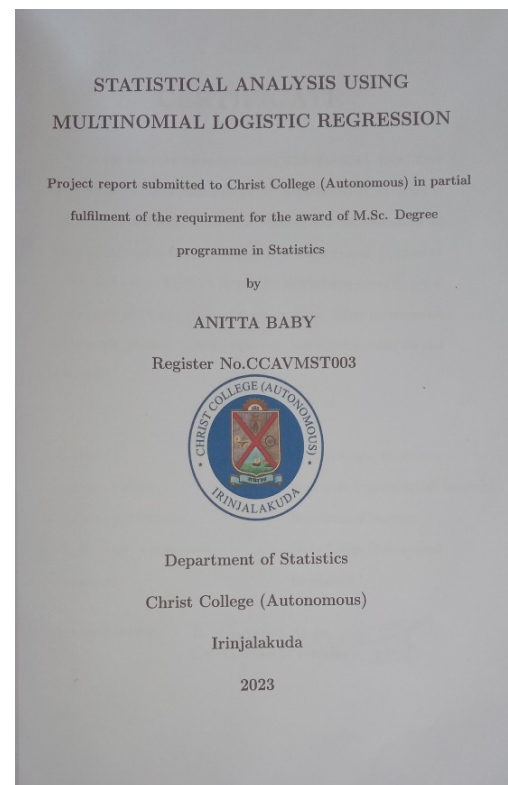 STATISTICAL ANALYSIS USING
MULTINOMIAL LOGISTIC REGRESSION
Project report submitted to Christ College (Autonomous) in partial
fulfilment of the requirment for the award of M.Sc. Degree
programme in Statistics
by
ANITTA BABY
Register No.CCAVMST003
CHRIST COLLEGE (AUTONOMOUS)
IRINJALAKUDA
Department of Statistics
Christ College (Autonomous)
Irinjalakuda
2023